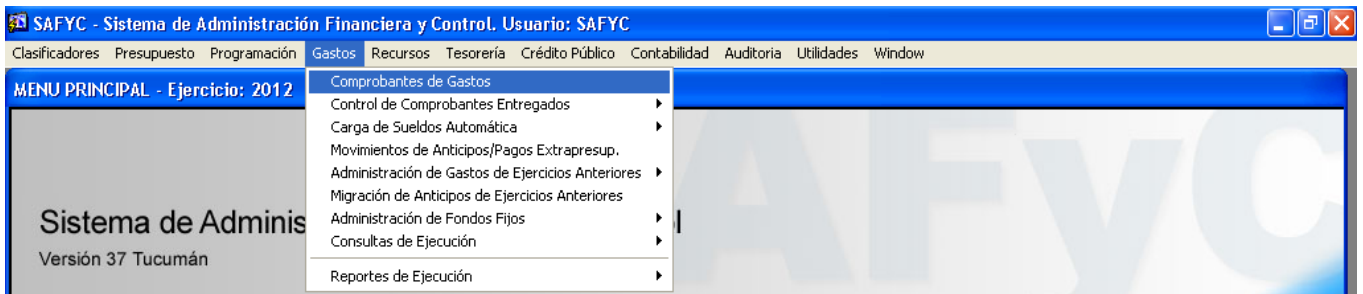 SAFYC - Sistema de Administración Financiera y Control. Usuario: SAFYC
Clasificadores Presupuesto Programación Gastos Recursos Tesorería Crédito Público Contabilidad Auditoria Utilidades Window
MENU PRINCIPAL - Ejercicio: 2012
Comprobantes de Gastos
Control de Comprobantes Entregados
Carga de Sueldos Automática
Movimientos de Anticipos/Pagos Extrapresup.
Administración de Gastos de Ejercicios Anteriores
Migración de Anticipos de Ejercicios Anteriores
Administración de Fondos Fijos
Consultas de Ejecución
Reportes de Ejecución
AFyC
Sistema de Adminis l
Versión 37 Tucumán